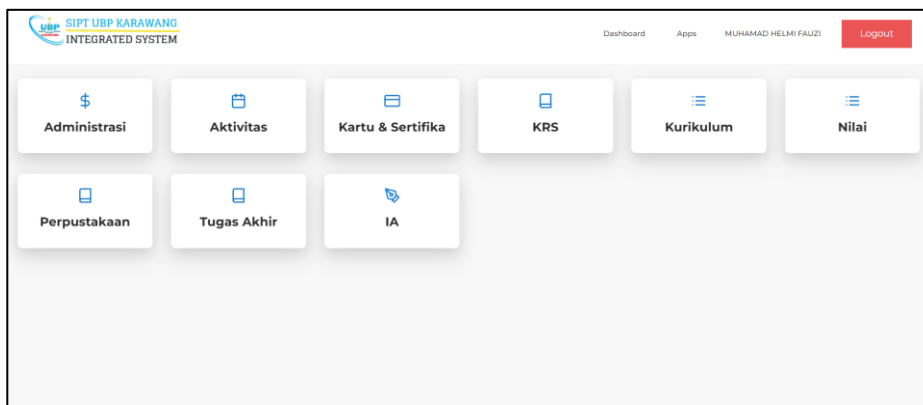 UBP
SIPT UBP KARAWANG
INTEGRATED SYSTEM
Dashboard Apps MUHAMAD HELMI FAUZI Logout
Administrasi Aktivitas Kartu & Sertifika KRS Kurikulum Nilai
Perpustakaan Tugas Akhir IA